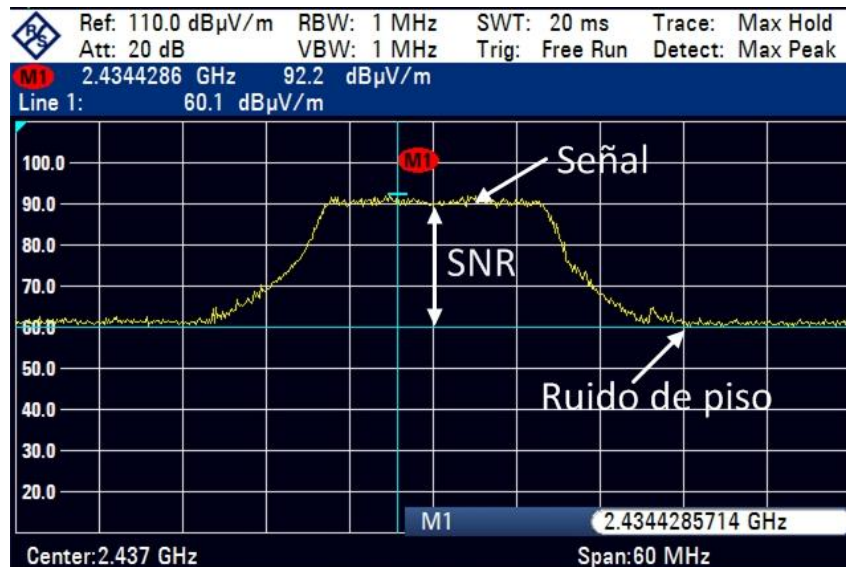 R&S Ref: 110.0 dBµV/m RBW: 1 MHz SWT: 20 ms Trace: Max Hold
Att: 20 dB VBW: 1 MHz Trig: Free Run Detect: Max Peak
M1 2.4344286 GHz 92.2 dBµV/m
Line 1: 60.1 dBµV/m
M1
Señal
100.0
90.0
80.0
SNR
70.0
60.0
50.0
Ruido de piso
40.0
30.0
20.0
M1 2.4344285714 GHz
Center:2.437 GHz Span:60 MHz